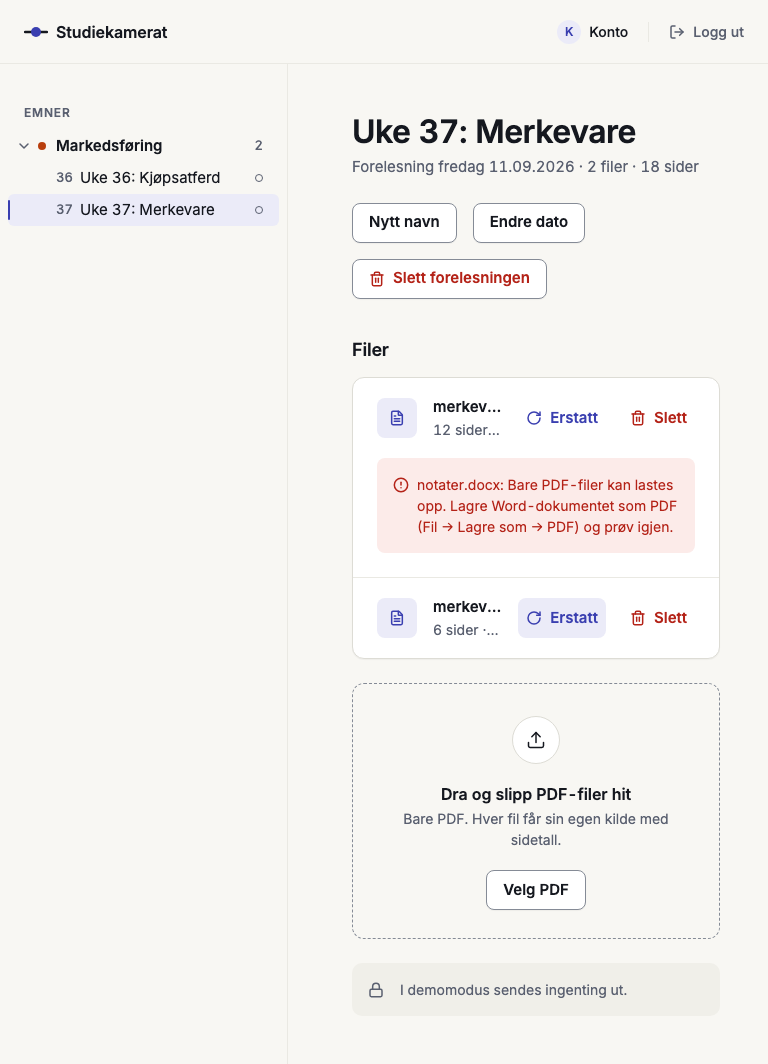 Studiekamerat
K Konto
Logg ut
EMNER
Markedsføring 2
36 Uke 36: Kjøpsatferd
37 Uke 37: Merkevare
Uke 37: Merkevare
Forelesning fredag 11.09.2026 · 2 filer · 18 sider
Nytt navn
Endre dato
Slett forelesningen
Filer
merkev...
12 sider...
Erstatt
Slett
notater.docx: Bare PDF-filer kan lastes
opp. Lagre Word-dokumentet som PDF
(Fil → Lagre som → PDF) og prøv igjen.
merkev...
6 sider ·...
Erstatt
Slett
Dra og slipp PDF-filer hit
Bare PDF. Hver fil får sin egen kilde med
sidetall.
Velg PDF
I demomodus sendes ingenting ut.